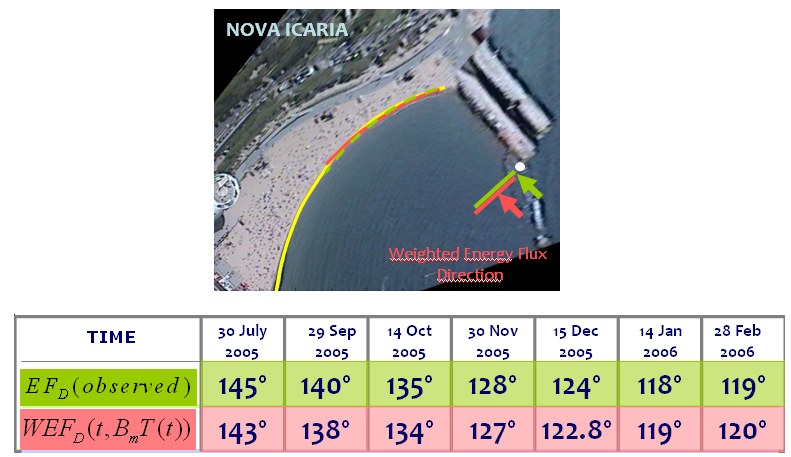 NOVA ICARIA
Weighted Energy Flux
Direction
TIME 30 July 2005 29 Sep 2005 14 Oct 2005 30 Nov 2005 15 Dec 2005 14 Jan 2006 28 Feb 2006
EF_D(observed) 145° 140° 135° 128° 124° 118° 119°
WEF_D(t,B_mT(t)) 143° 138° 134° 127° 122.8° 119° 120°